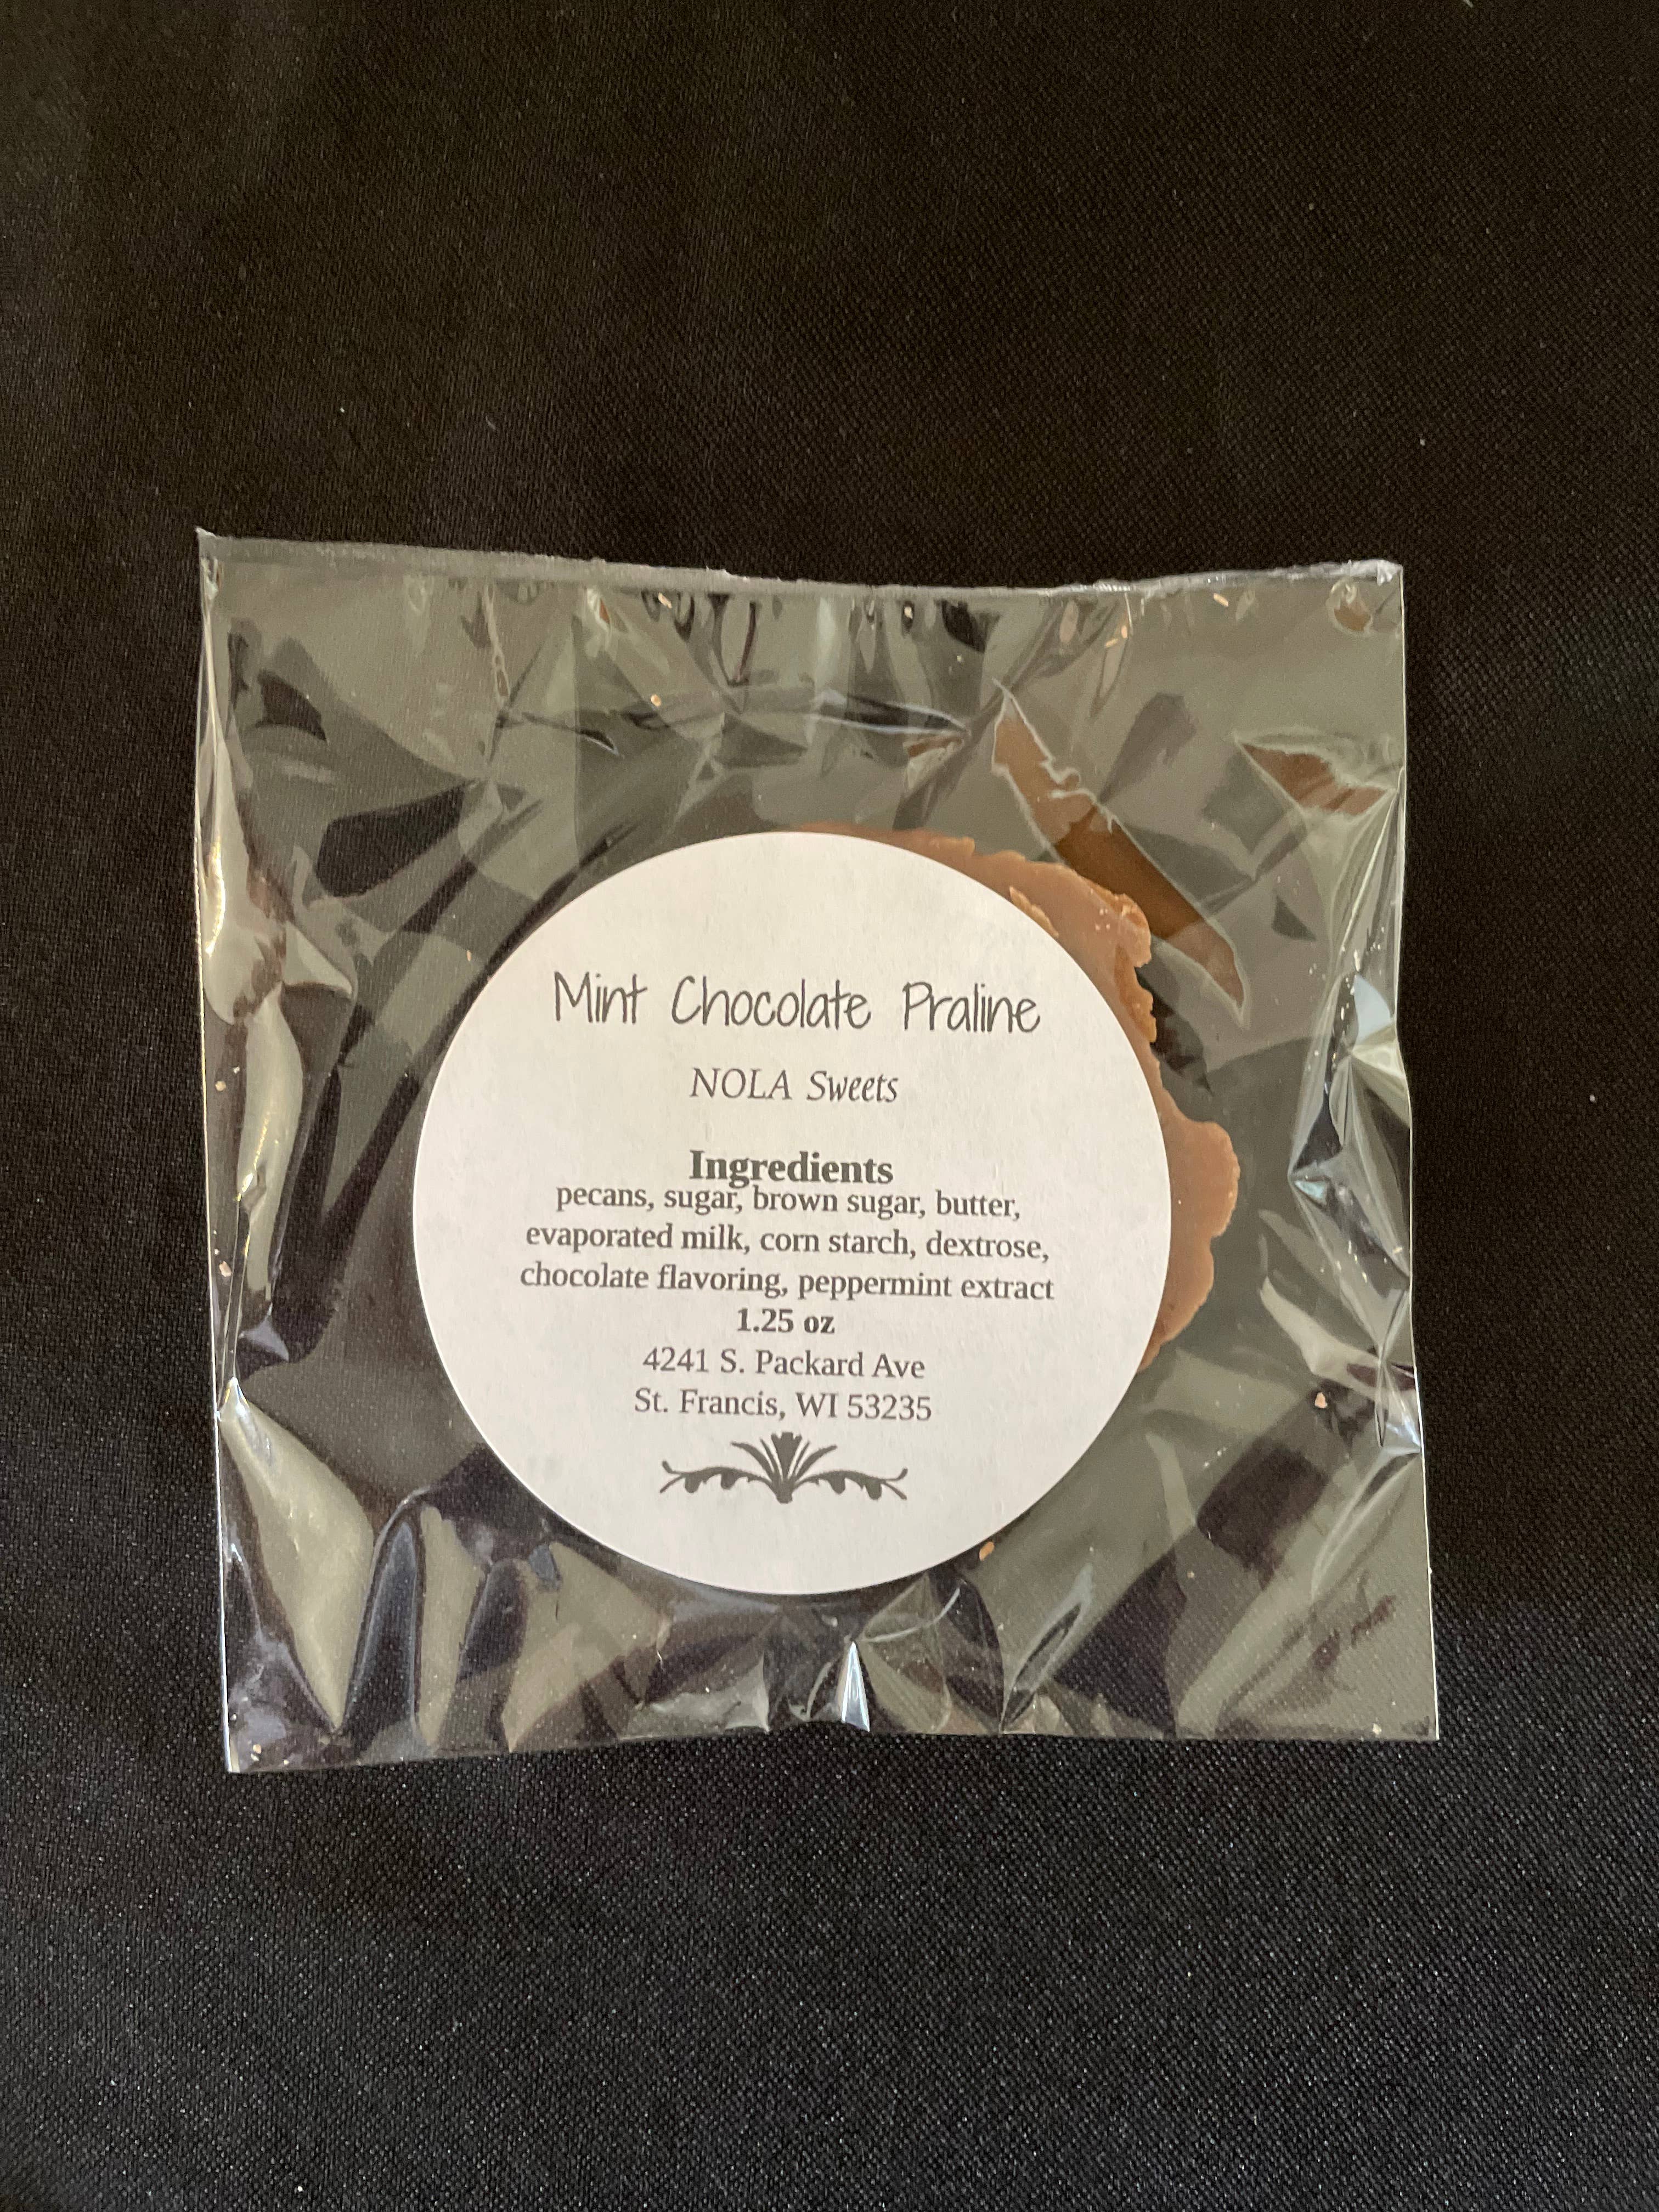 Mint Chocolate Praline
NOLA Sweets
Ingredients
pecans, sugar, brown sugar, butter,
evaporated milk, corn starch, dextrose,
chocolate flavoring, peppermint extract
1.25 oz
4241 S. Packard Ave
St. Francis, WI 53235